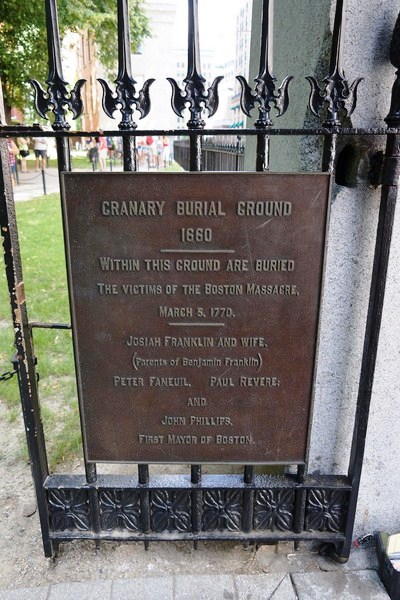 GRANARY BURIAL GROUND
1660
WITHIN THIS GROUND ARE BURIED
THE VICTIMS OF THE BOSTON MASSACRE,
MARCH 5, 1770.
JOSIAH FRANKLIN AND WIFE,
(Parents of Benjamin Franklin)
PETER FANEUIL, PAUL REVERE;
AND
JOHN PHILLIPS,
FIRST MAYOR OF BOSTON.